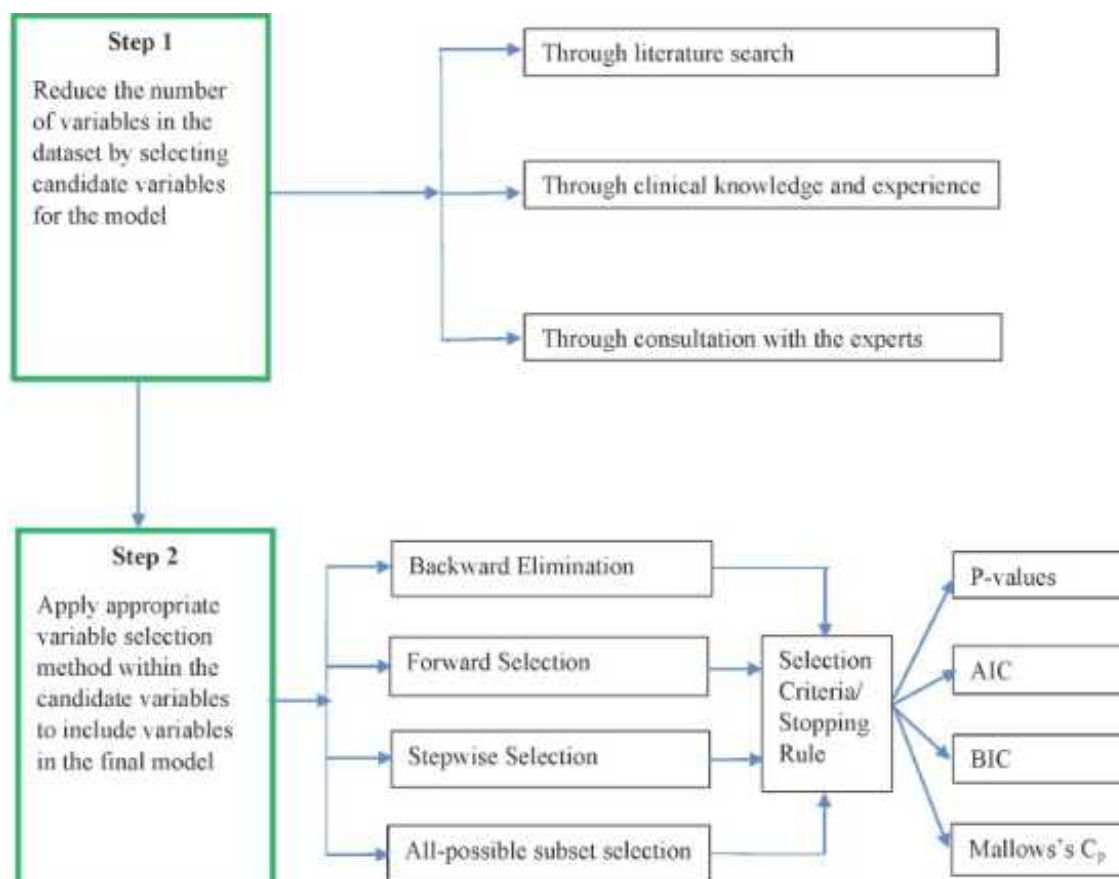 Step 1
Reduce the number
of variables in the
dataset by selecting
candidate variables
for the model
Through literature search
Through clinical knowledge and experience
Through consultation with the experts
Step 2
Apply appropriate
variable selection
method within the
candidate variables
to include variables
in the final model
Backward Elimination
Forward Selection
Stepwise Selection
All-possible subset selection
Selection
Criteria/
Stopping
Rule
P-values
AIC
BIC
Mallows's Cₚ